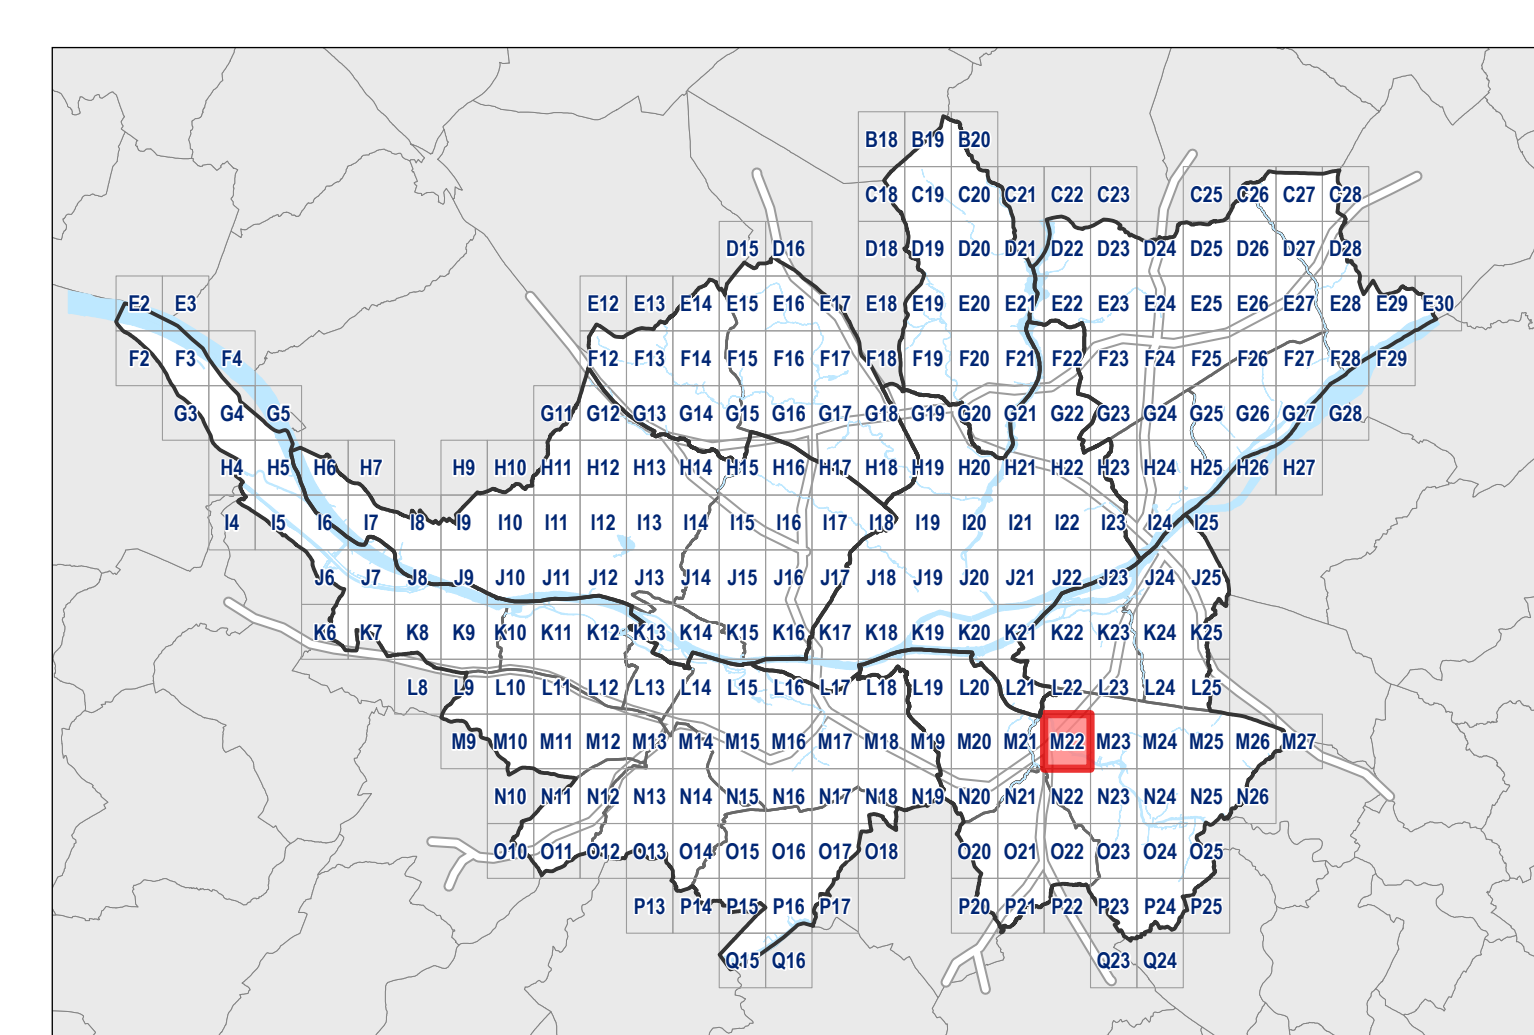 B18 B19 B20
C18 C19 C20 C21 C22 C23 C25 C26 C27 C28
D15 D16 D18 D19 D20 D21 D22 D23 D24 D25 D26 D27 D28
E2 E3 E12 E13 E14 E15 E16 E17 E18 E19 E20 E21 E22 E23 E24 E25 E26 E27 E28 E29 E30
F2 F3 F4 F12 F13 F14 F15 F16 F17 F18 F19 F20 F21 F22 F23 F24 F25 F26 F27 F28 F29
G3 G4 G5 G11 G12 G13 G14 G15 G16 G17 G18 G19 G20 G21 G22 G23 G24 G25 G26 G27 G28
H4 H5 H6 H7 H9 H10 H11 H12 H13 H14 H15 H16 H17 H18 H19 H20 H21 H22 H23 H24 H25 H26 H27
I4 I5 I6 I7 I8 I9 I10 I11 I12 I13 I14 I15 I16 I17 I18 I19 I20 I21 I22 I23 I24 I25
J6 J7 J8 J9 J10 J11 J12 J13 J14 J15 J16 J17 J18 J19 J20 J21 J22 J23 J24 J25
K6 K7 K8 K9 K10 K11 K12 K13 K14 K15 K16 K17 K18 K19 K20 K21 K22 K23 K24 K25
L8 L9 L10 L11 L12 L13 L14 L15 L16 L17 L18 L19 L20 L21 L22 L23 L24 L25
M9 M10 M11 M12 M13 M14 M15 M16 M17 M18 M19 M20 M21 M22 M23 M24 M25 M26 M27
N10 N11 N12 N13 N14 N15 N16 N17 N18 N19 N20 N21 N22 N23 N24 N25 N26
O10 O11 O12 O13 O14 O15 O16 O17 O18 O20 O21 O22 O23 O24 O25
P13 P14 P15 P16 P17 P20 P21 P22 P23 P24 P25
Q15 Q16 Q23 Q24